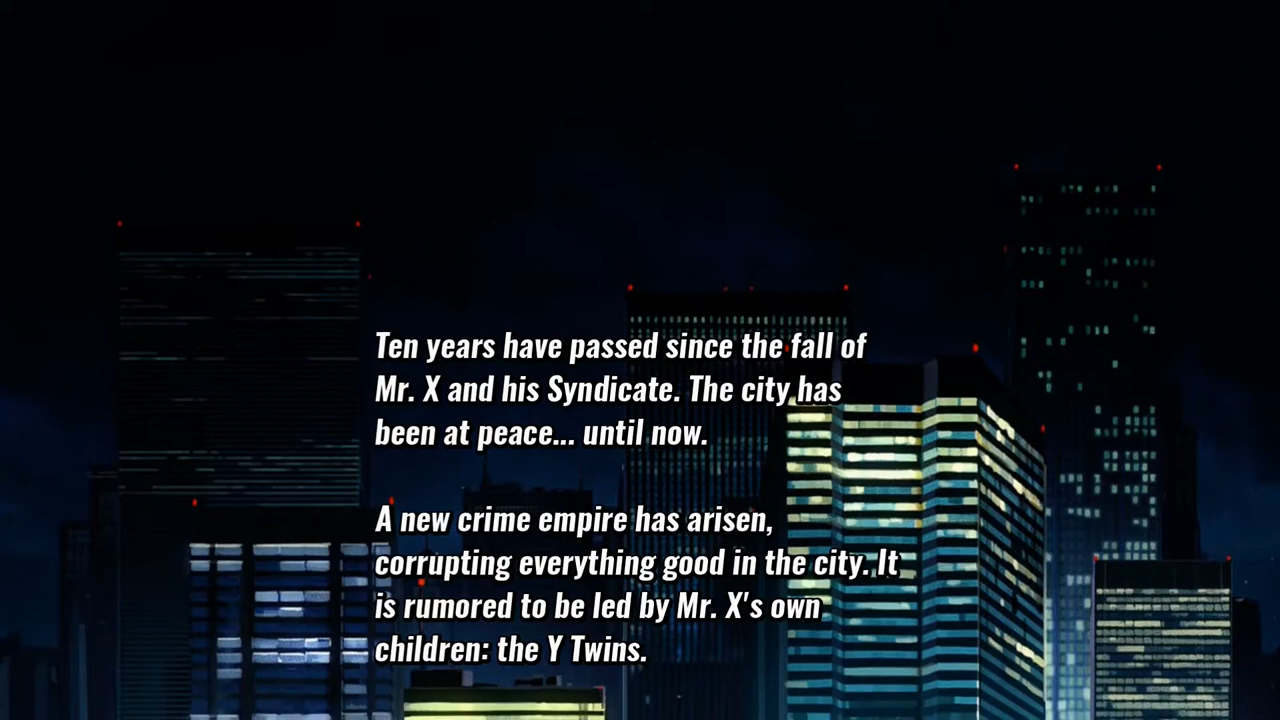 Ten years have passed since the fall of
Mr. X and his Syndicate. The city has
been at peace... until now.
A new crime empire has arisen,
corrupting everything good in the city. It
is rumored to be led by Mr. X's own
children: the Y Twins.